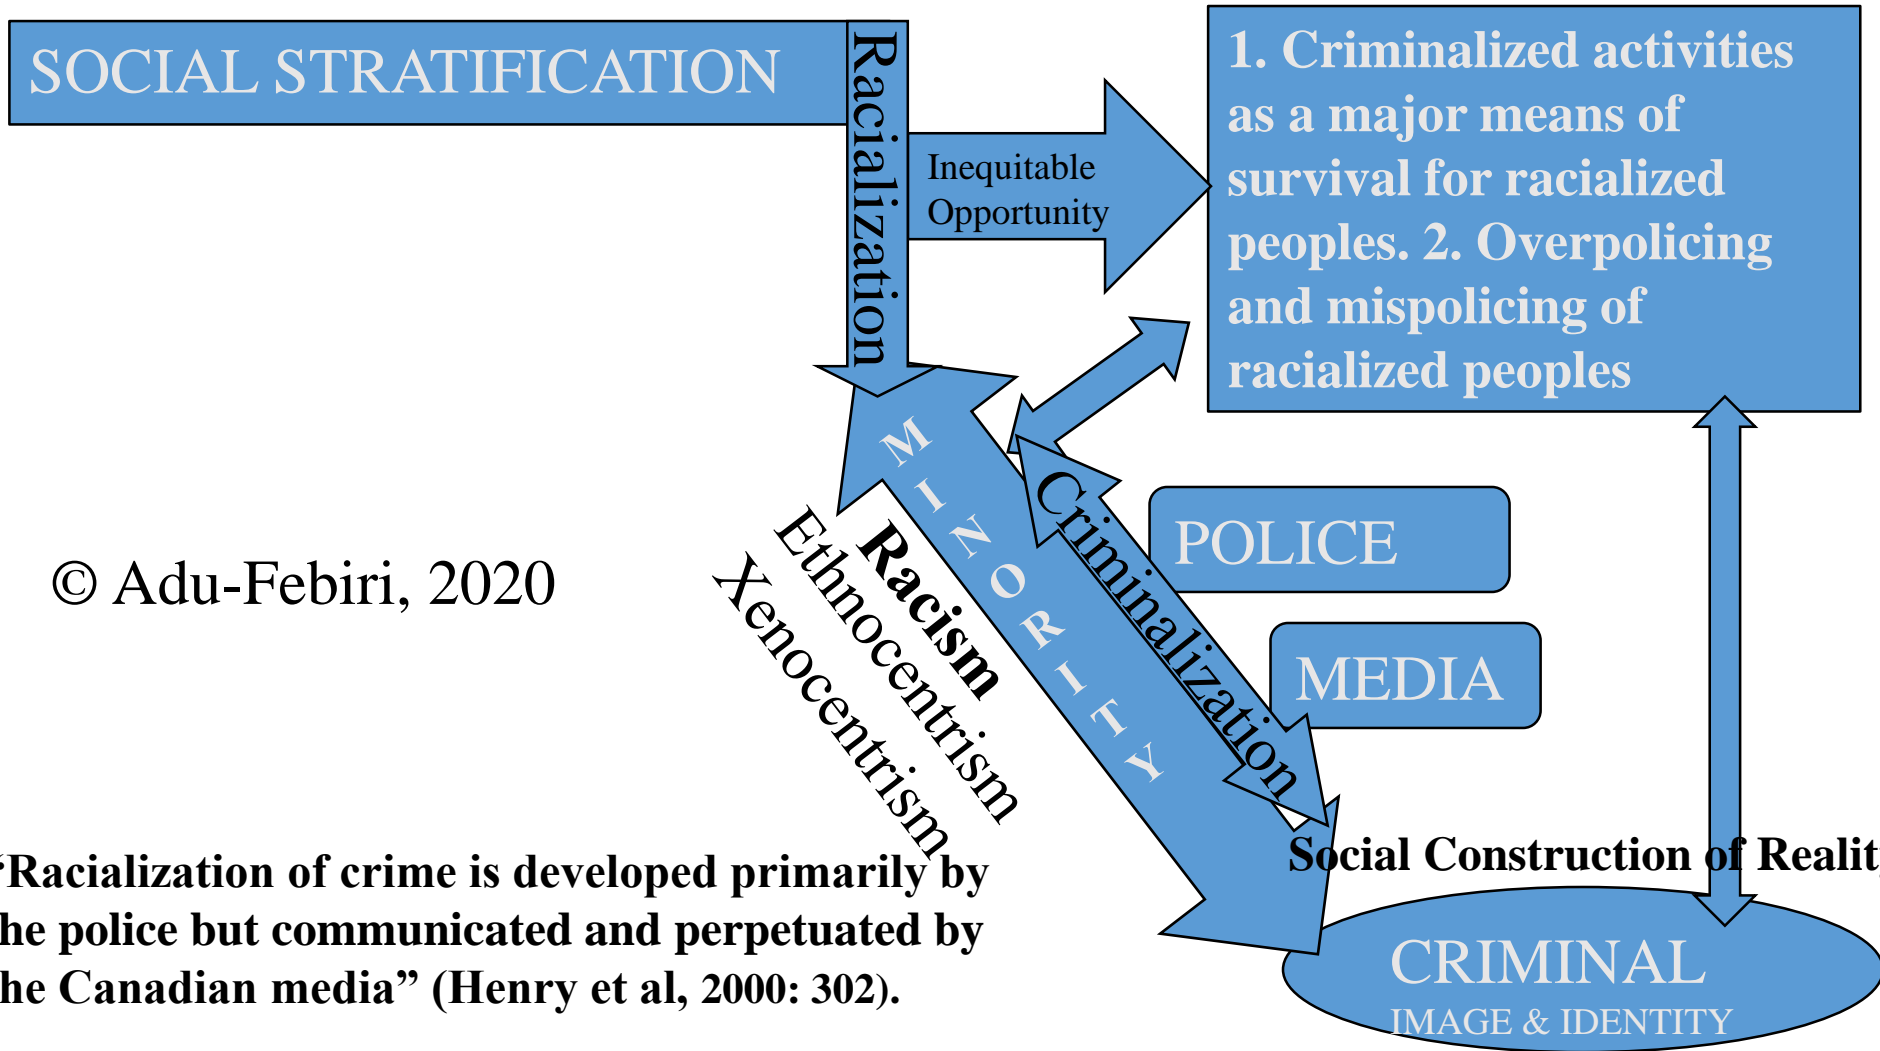 SOCIAL STRATIFICATION
Racialization
Inequitable
Opportunity
1. Criminalized activities
as a major means of
survival for racialized
peoples. 2. Overpolicing
and mispolicing of
racialized peoples
MINORITY
Criminalization
Racism
Ethnocentrism
Xenocentrism
POLICE
MEDIA
© Adu-Febiri, 2020
“Racialization of crime is developed primarily by
he police but communicated and perpetuated by
he Canadian media” (Henry et al, 2000: 302).
Social Construction of Reality
CRIMINAL
IMAGE & IDENTITY